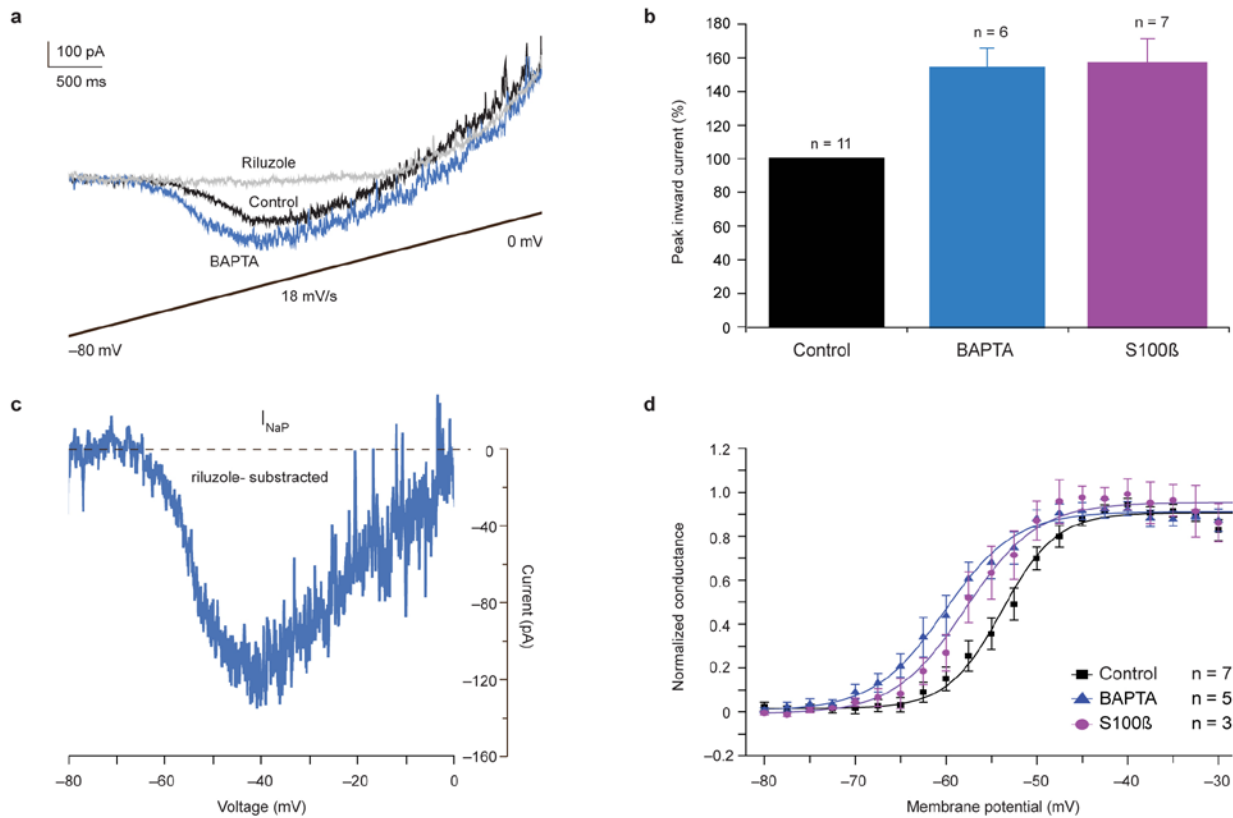 a
100 pA
500 ms
Riluzole
Control
BAPTA
0 mV
18 mV/s
–80 mV
b
Peak inward current (%)
180
160
140
120
100
80
60
40
20
0
n = 11
n = 6
n = 7
Control
BAPTA
S100ß
c
I NaP
riluzole- substracted
0
–40
–80
–120
–160
Current (pA)
–80
–60
–40
–20
0
Voltage (mV)
d
Normalized conductance
1.2
1.0
0.8
0.6
0.4
0.2
0
–0.2
Control n = 7
BAPTA n = 5
S100ß n = 3
–80
–70
–60
–50
–40
–30
Membrane potential (mV)